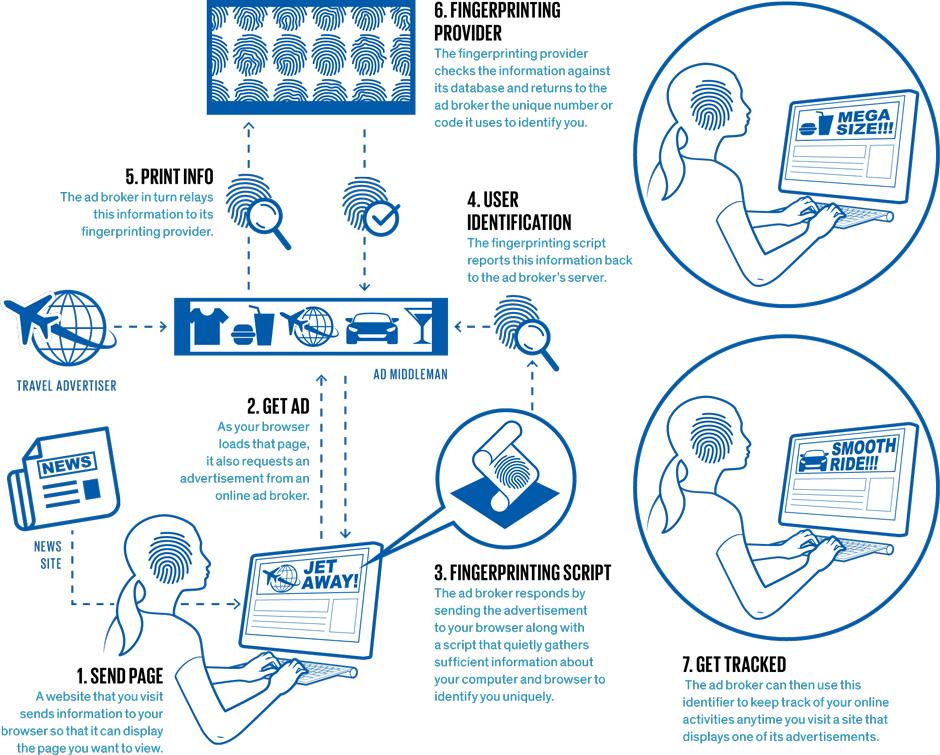 6. FINGERPRINTING
PROVIDER
The fingerprinting provider
checks the information against
its database and returns to the
ad broker the unique number or
code it uses to identify you.
MEGA
SIZE!!!
5. PRINT INFO
The ad broker in turn relays
this information to its
fingerprinting provider.
4. USER
IDENTIFICATION
The fingerprinting script
reports this information back
to the ad broker's server.
TRAVEL ADVERTISER
AD MIDDLEMAN
2. GET AD
As your browser
loads that page,
it also requests an
advertisement from an
online ad broker.
NEWS
NEWS
SITE
JET
AWAY!
SMOOTH
RIDE!!!
3. FINGERPRINTING SCRIPT
The ad broker responds by
sending the advertisement
to your browser along with
a script that quietly gathers
sufficient information about
your computer and browser to
identify you uniquely.
1. SEND PAGE
A website that you visit
sends information to your
browser so that it can display
the page you want to view.
7. GET TRACKED
The ad broker can then use this
identifier to keep track of your online
activities anytime you visit a site that
displays one of its advertisements.